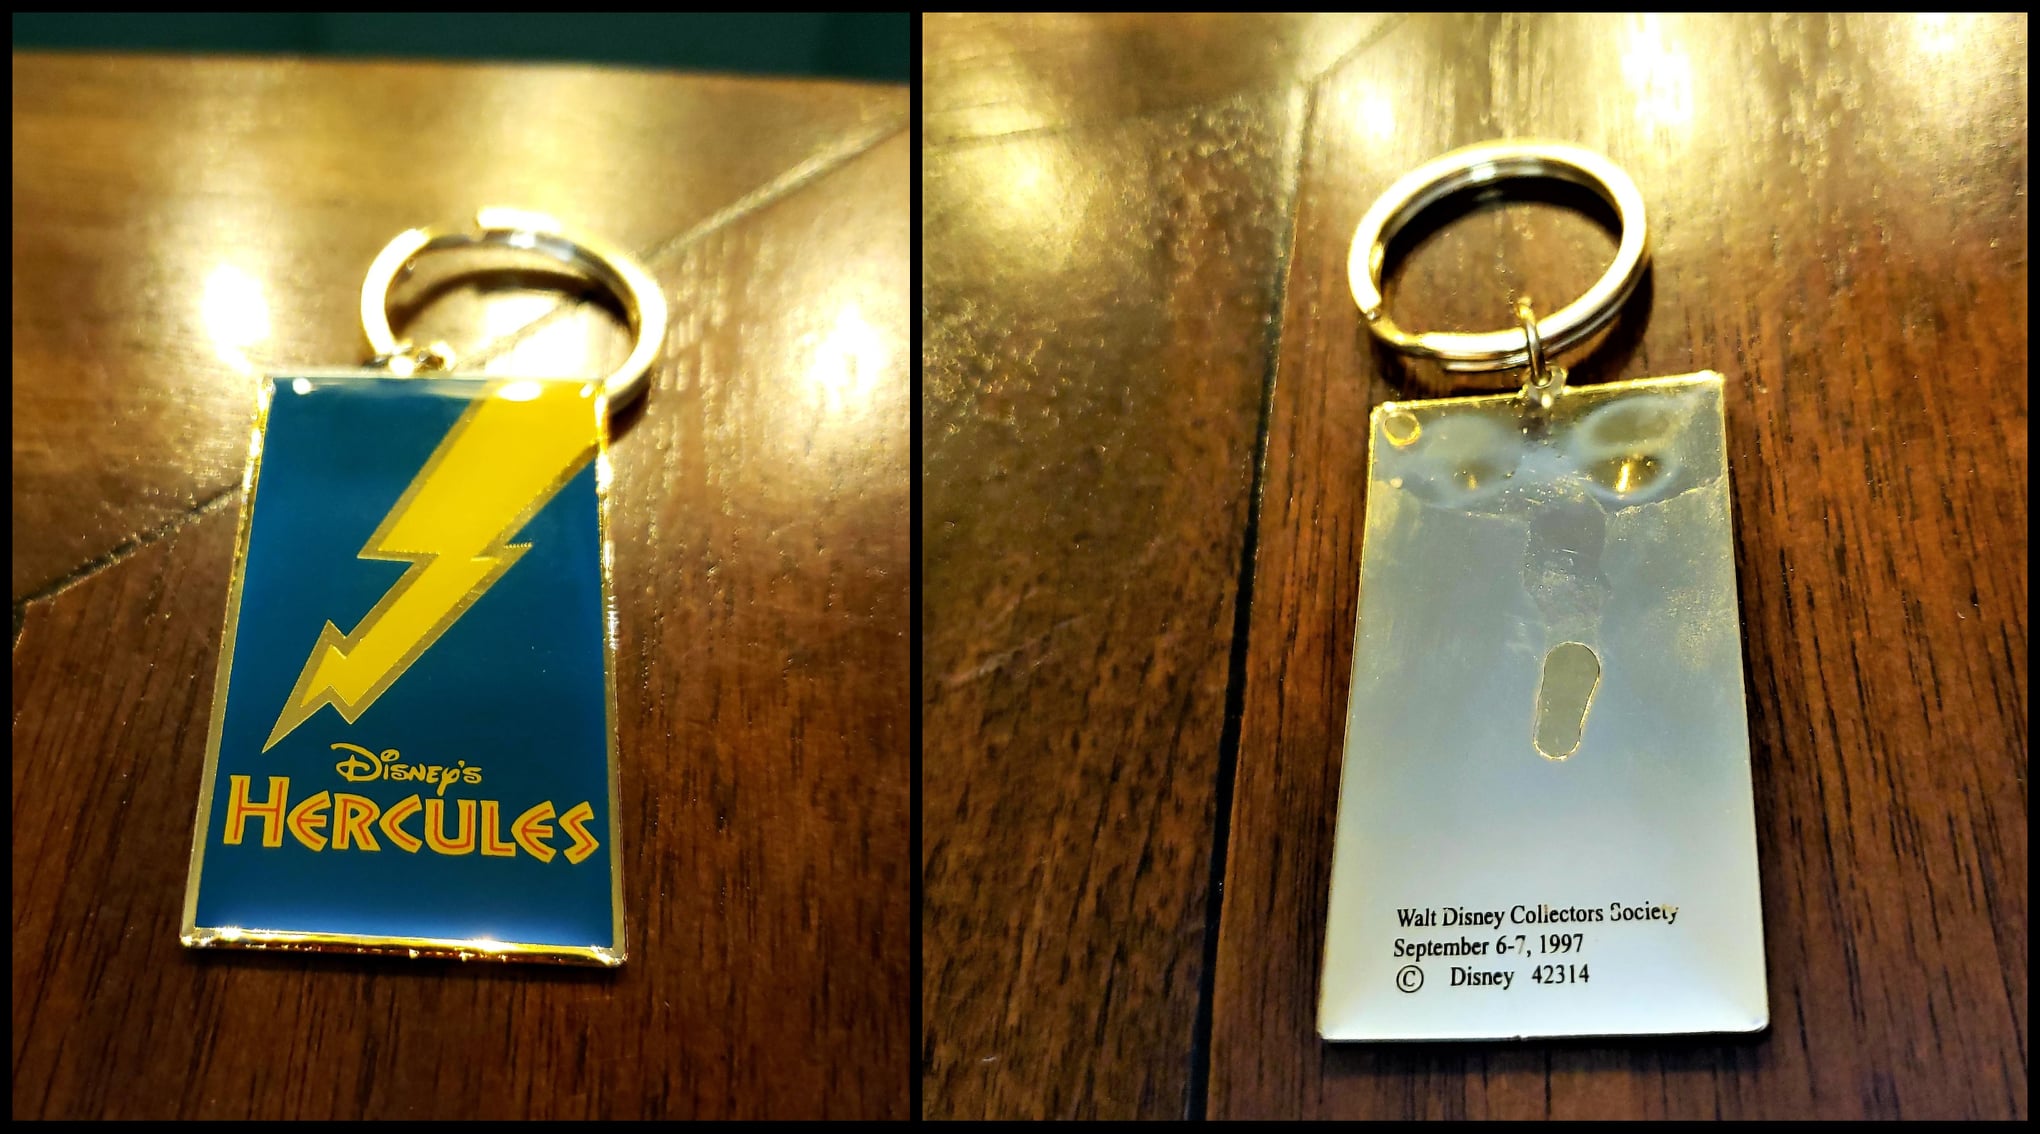 Disney's
HERCULES
Walt Disney Collectors Society
September 6-7, 1997
© Disney 42314